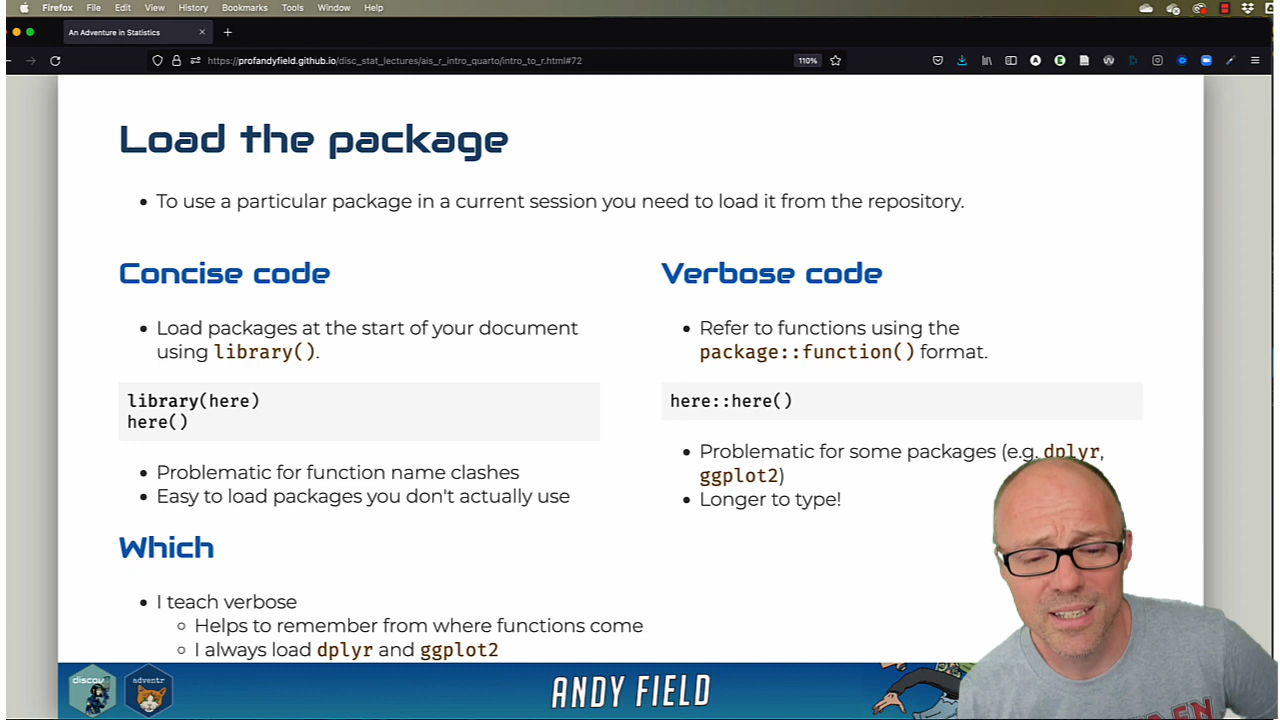 Firefox File Edit View History Bookmarks Tools Window Help
An Adventure in Statistics
https://profandyfield.github.io/disc_stat_lectures/ais_r_intro_quarto/intro_to_r.html#72
110%
Load the package
• To use a particular package in a current session you need to load it from the repository.
Concise code
• Load packages at the start of your document
using library().
library(here)
here()
• Problematic for function name clashes
• Easy to load packages you don't actually use
Verbose code
• Refer to functions using the
package::function() format.
here::here()
• Problematic for some packages (e.g. dplyr,
ggplot2)
• Longer to type!
Which
• I teach verbose
◦ Helps to remember from where functions come
◦ I always load dplyr and ggplot2
adventr
ANDY FIELD